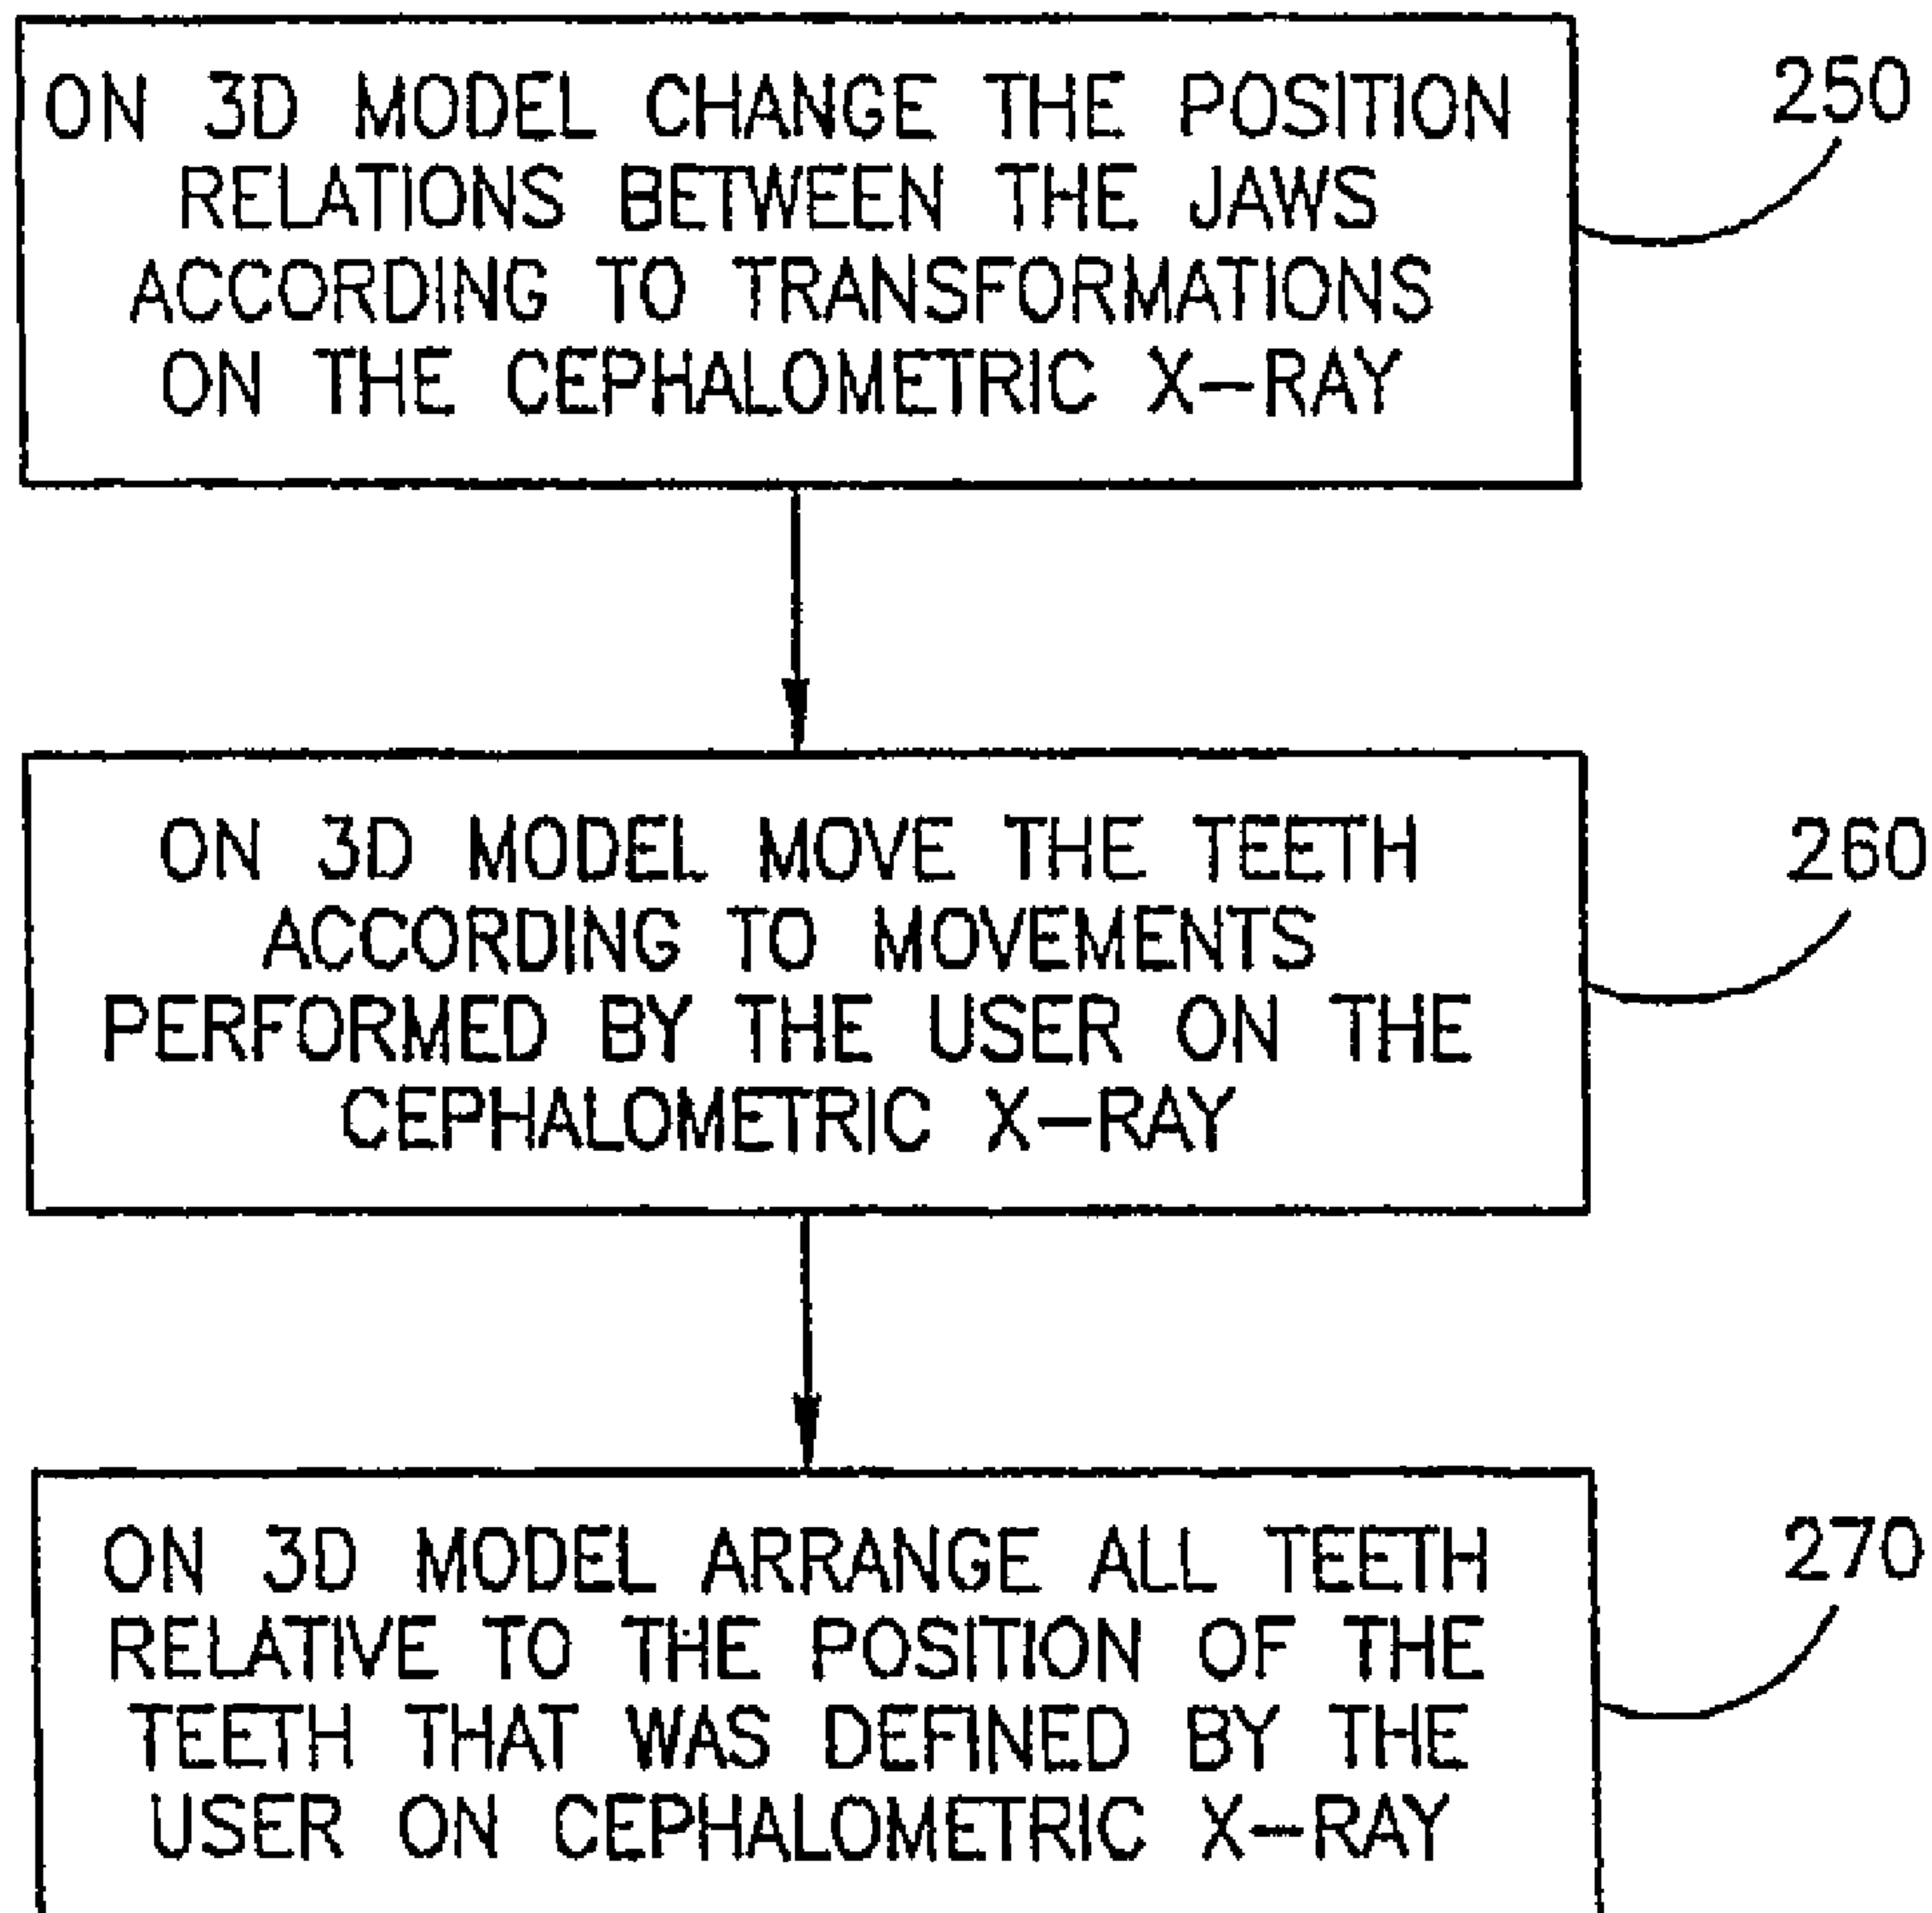 ON 3D MODEL CHANGE THE POSITION
RELATIONS BETWEEN THE JAWS
ACCORDING TO TRANSFORMATIONS
ON THE CEPHALOMETRIC X-RAY
250
ON 3D MODEL MOVE THE TEETH
ACCORDING TO MOVEMENTS
PERFORMED BY THE USER ON THE
CEPHALOMETRIC X-RAY
260
ON 3D MODEL ARRANGE ALL TEETH
RELATIVE TO THE POSITION OF THE
TEETH THAT WAS DEFINED BY THE
USER ON CEPHALOMETRIC X-RAY
270